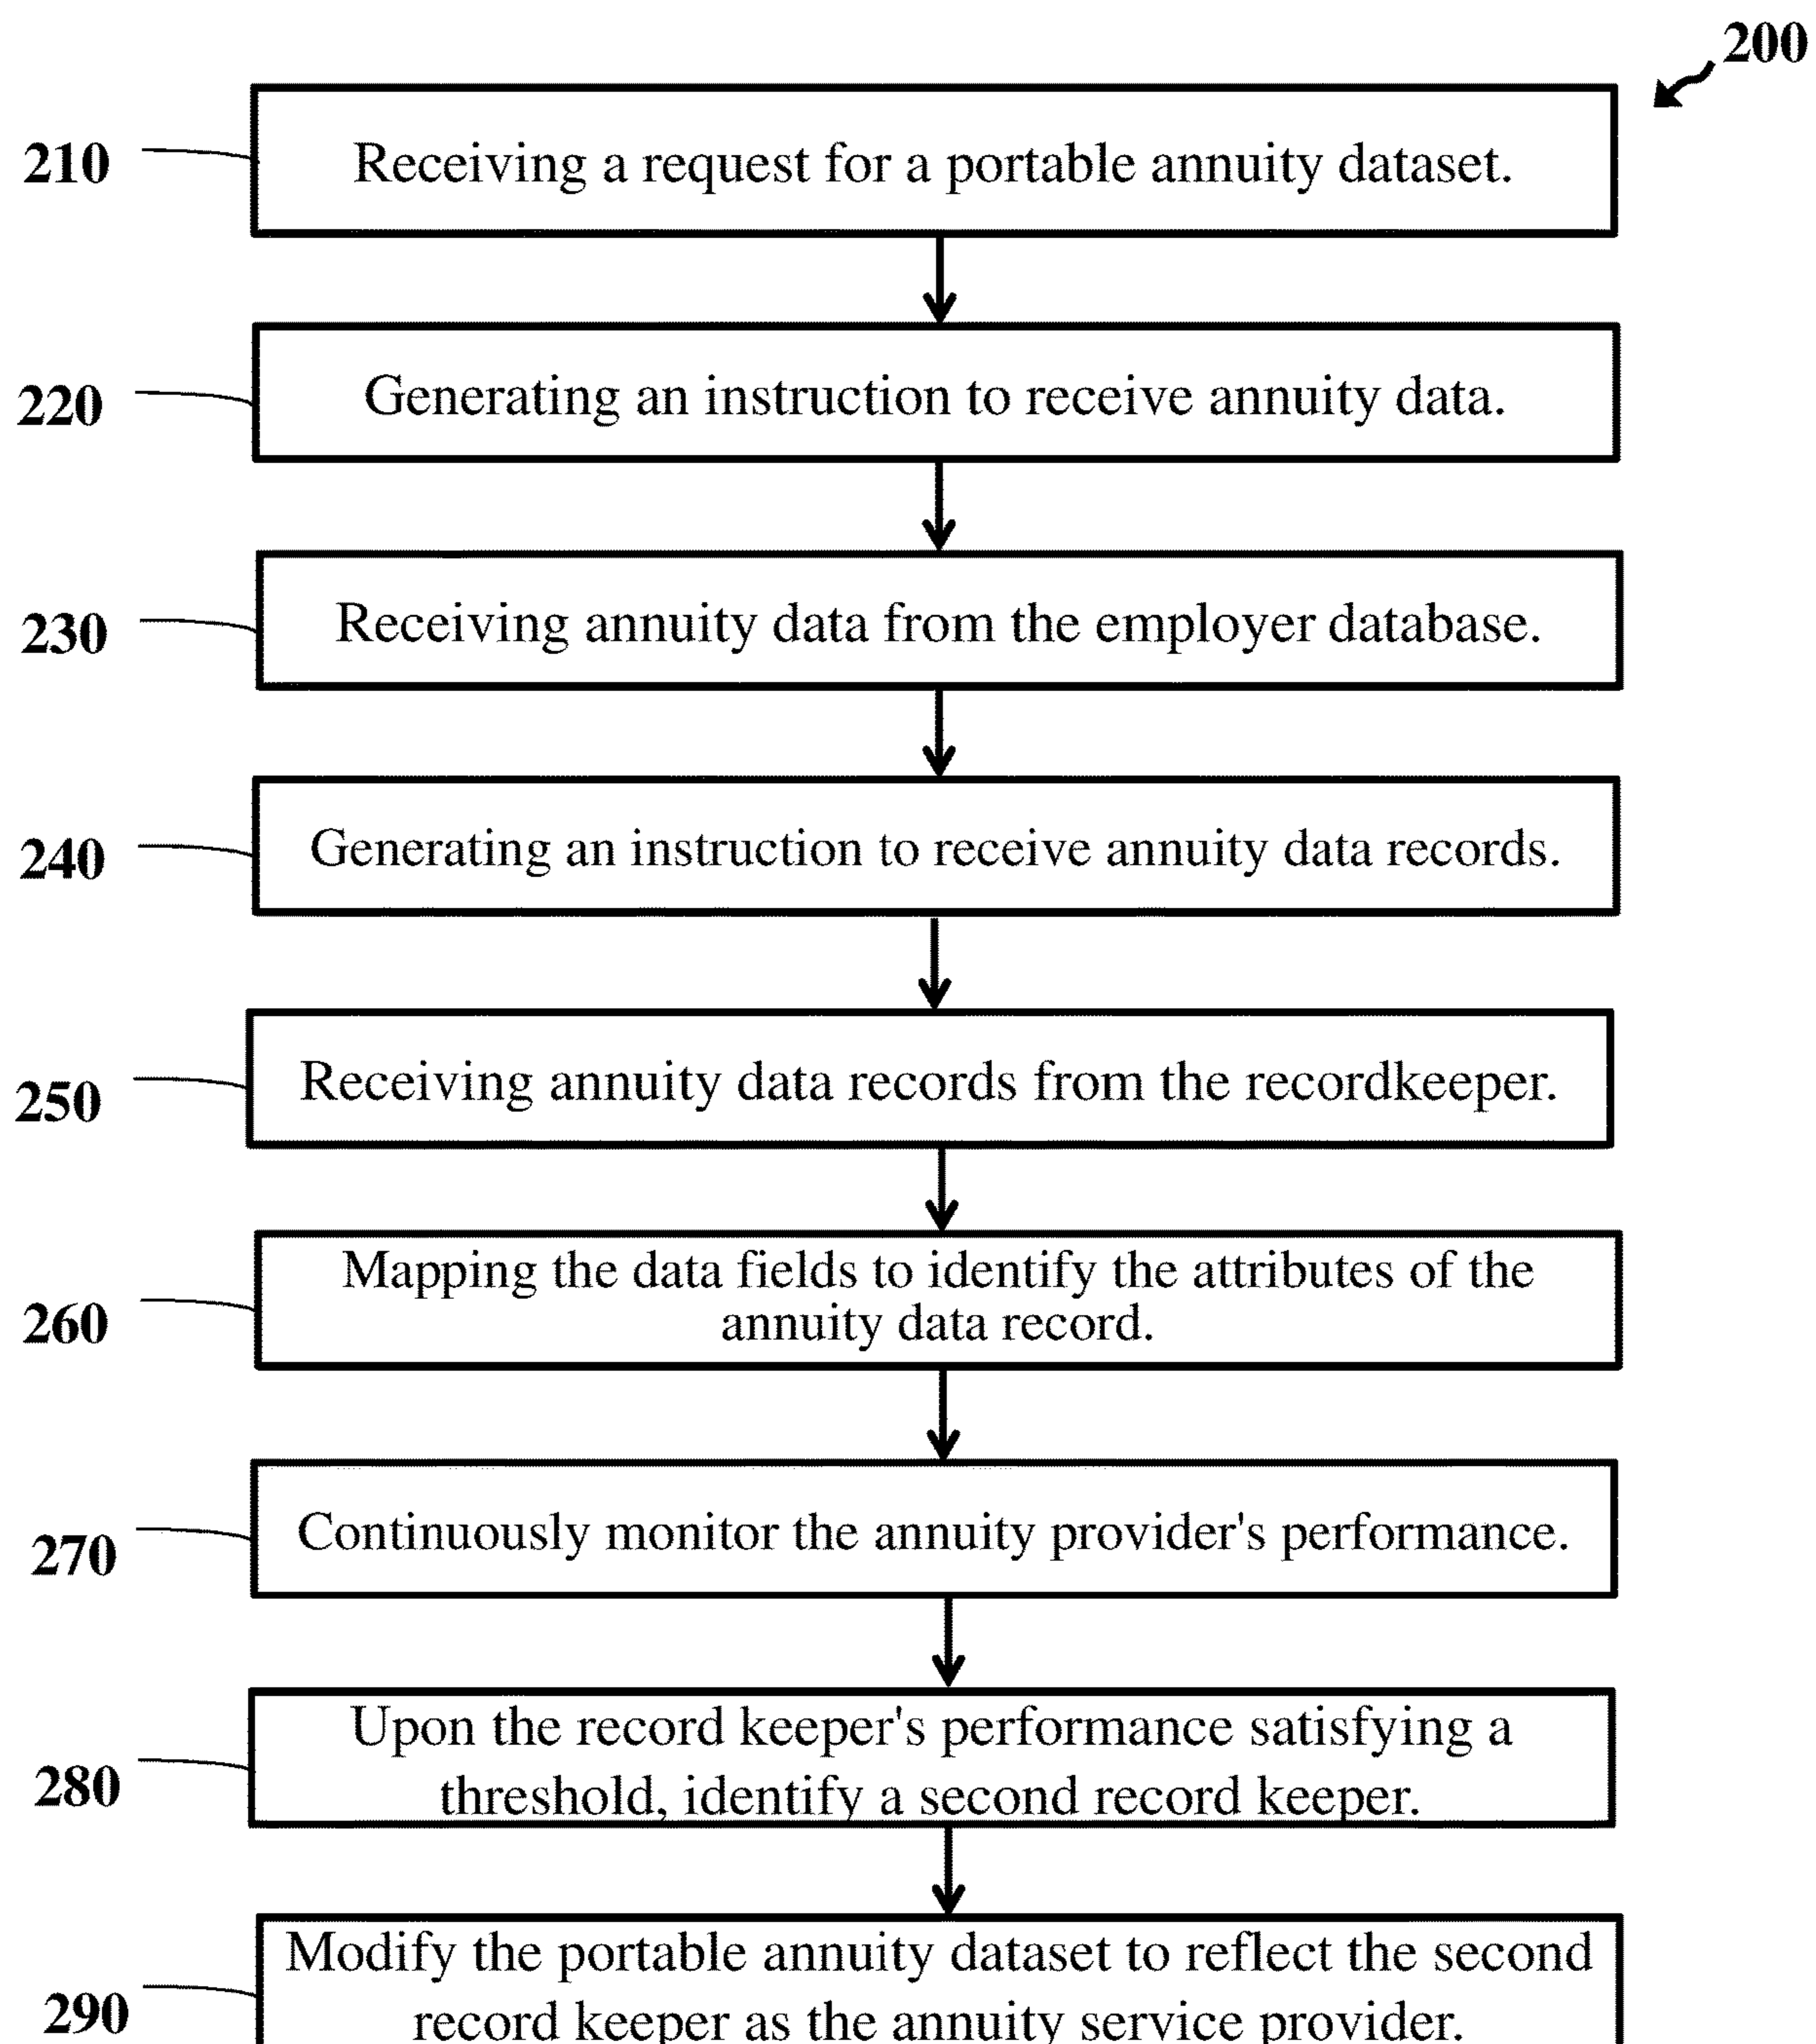 200
210
Receiving a request for a portable annuity dataset.
220
Generating an instruction to receive annuity data.
230
Receiving annuity data from the employer database.
240
Generating an instruction to receive annuity data records.
250
Receiving annuity data records from the recordkeeper.
260
Mapping the data fields to identify the attributes of the
annuity data record.
270
Continuously monitor the annuity provider's performance.
280
Upon the record keeper's performance satisfying a
threshold, identify a second record keeper.
290
Modify the portable annuity dataset to reflect the second
record keeper as the annuity service provider.